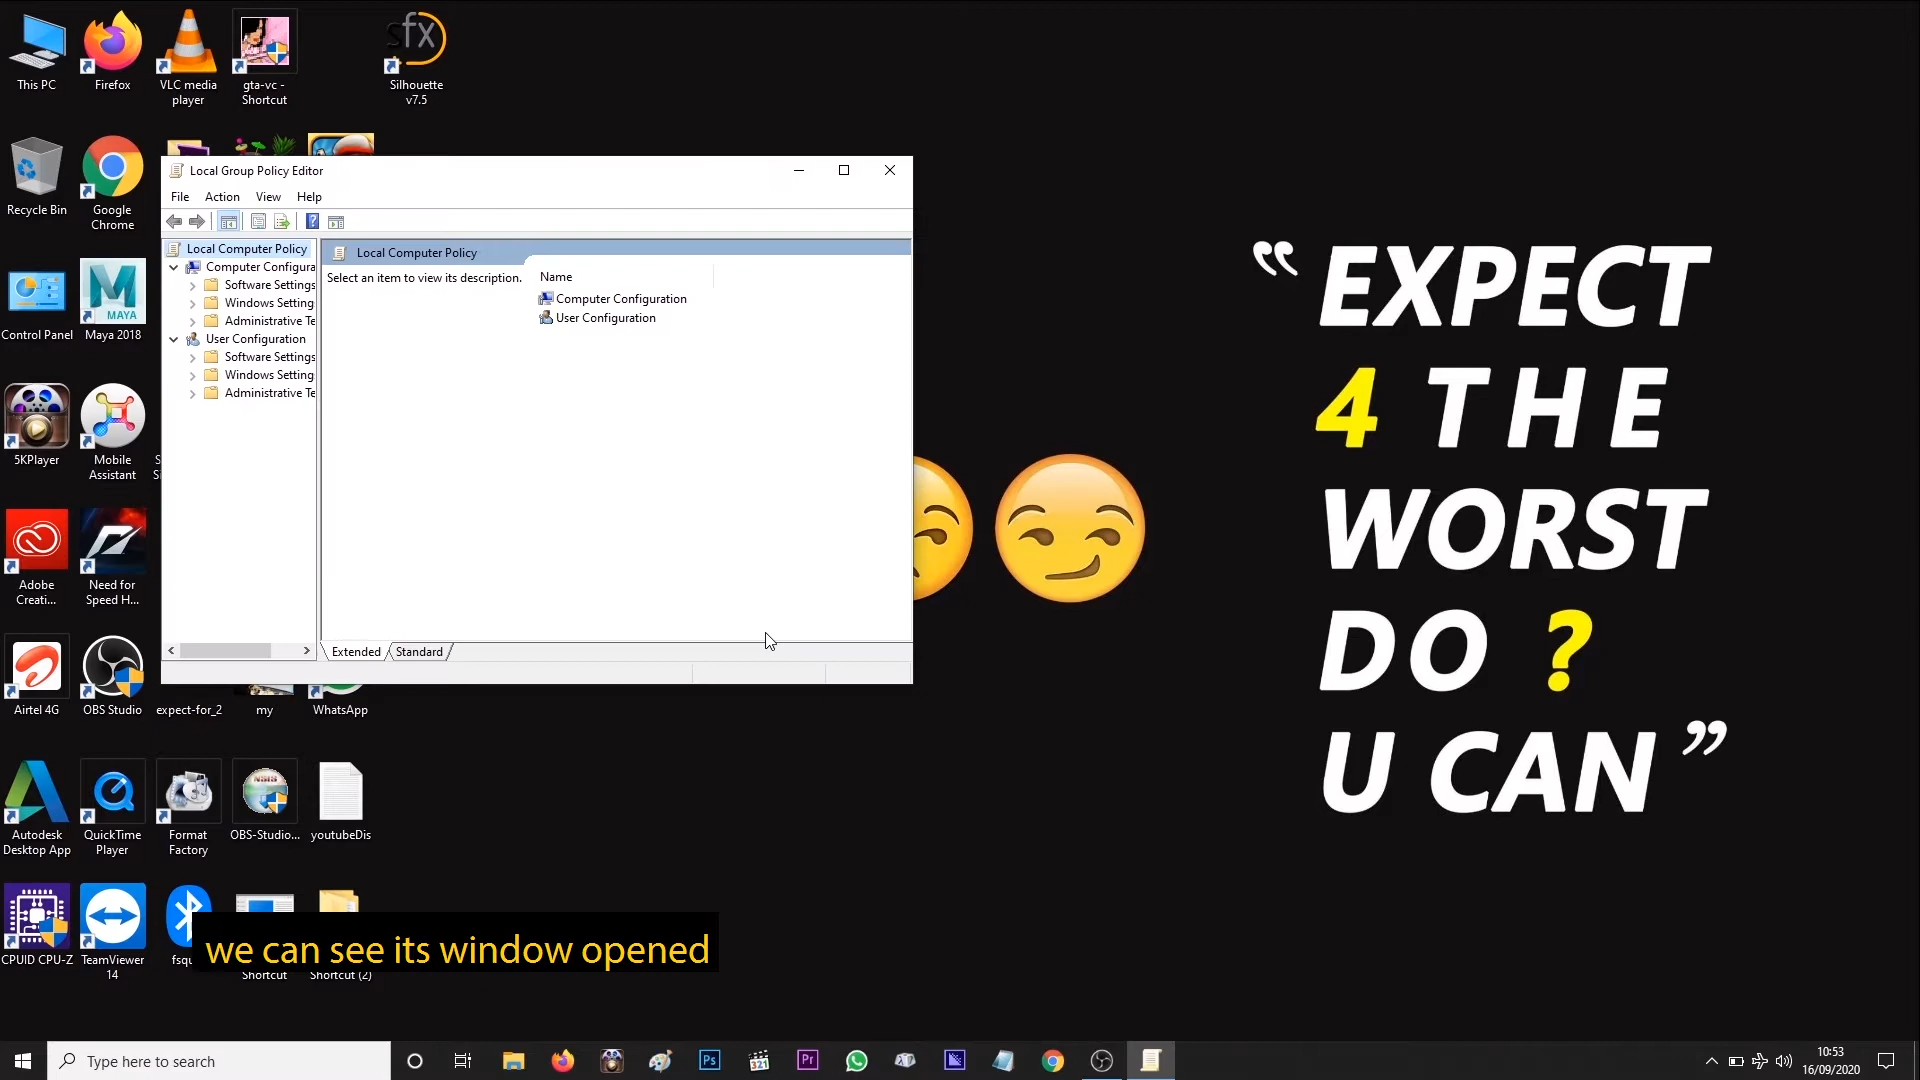 This PC
Firefox
VLC media
player
gta-vc -
Shortcut
sfx
Silhouette
v7.5
Recycle Bin
Google
Chrome
Control Panel
MAYA
Maya 2018
5KPlayer
Mobile
Assistant
Adobe
Creati...
Need for
Speed H...
Airtel 4G
OBS Studio
expect-for_2
my
WhatsApp
Autodesk
Desktop App
QuickTime
Player
Format
Factory
NSIS
OBS-Studio...
youtubeDis
CPUID CPU-Z
TeamViewer
14
Shortcut
Shortcut (2)
Local Group Policy Editor
File Action View Help
Local Computer Policy
Computer Configura
Software Settings
Windows Setting
Administrative Te
User Configuration
Software Settings
Windows Setting
Administrative Te
Local Computer Policy
Select an item to view its description.
Name
Computer Configuration
User Configuration
Extended Standard
“ EXPECT
4 THE
WORST
DO ?
U CAN ”
we can see its window opened
Type here to search
Ps
321
Pr
10:53
16/09/2020